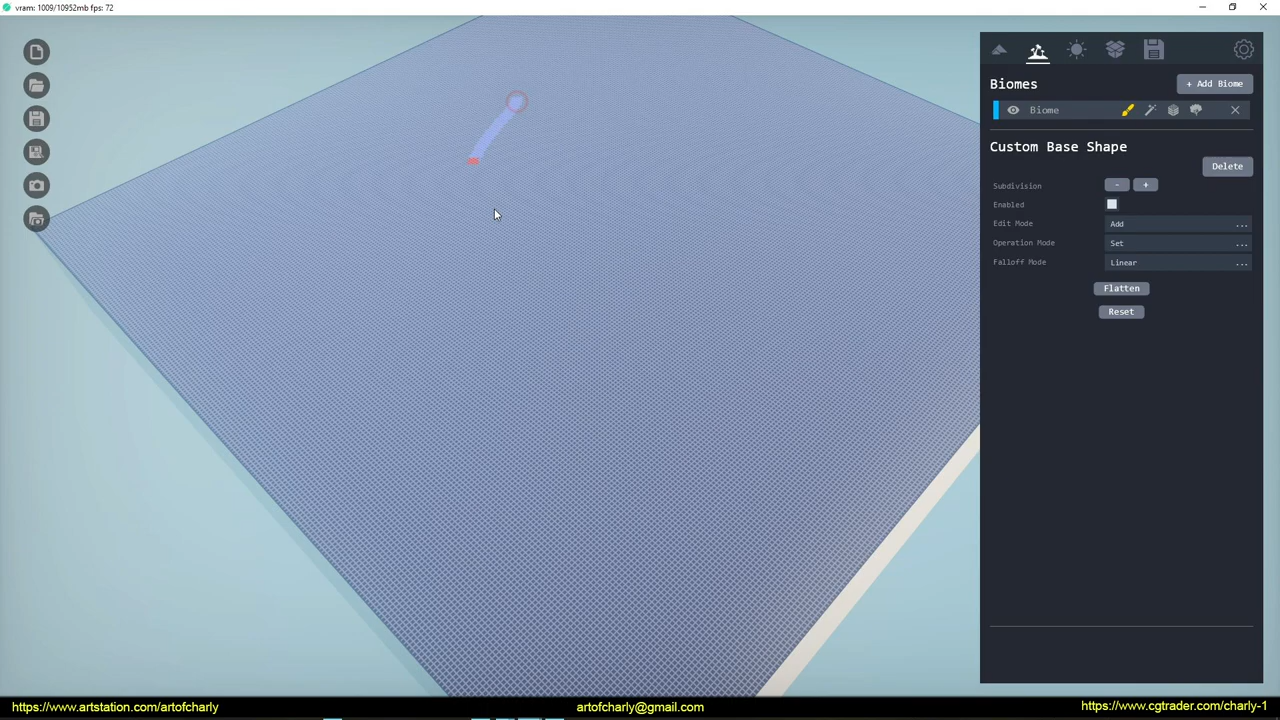 vram: 1009/10952mb fps: 72
Biomes
+ Add Biome
Biome
Custom Base Shape
Delete
Subdivision - +
Enabled
Edit Mode Add ...
Operation Mode Set ...
Falloff Mode Linear ...
Flatten
Reset
https://www.artstation.com/artofcharly
artofcharly@gmail.com
https://www.cgtrader.com/charly-1